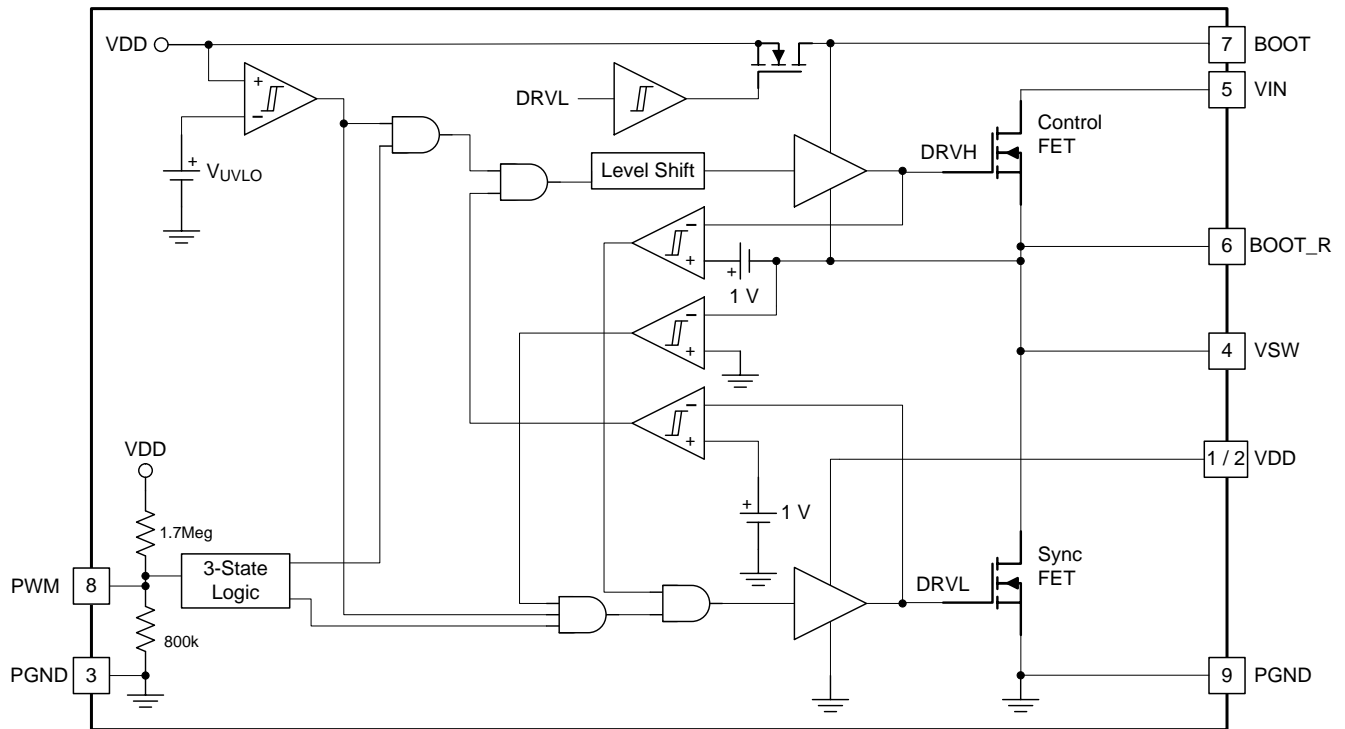 VDD
7 BOOT
DRVL
5 VIN
+
−
Control
FET
DRVH
+
VUVLO
Level Shift
−
+
+
1 V
6 BOOT_R
−
+
4 VSW
−
+
VDD
1 / 2 VDD
+
1 V
1.7Meg
PWM 8
3-State
Logic
Sync
FET
DRVL
800k
PGND 3
9 PGND